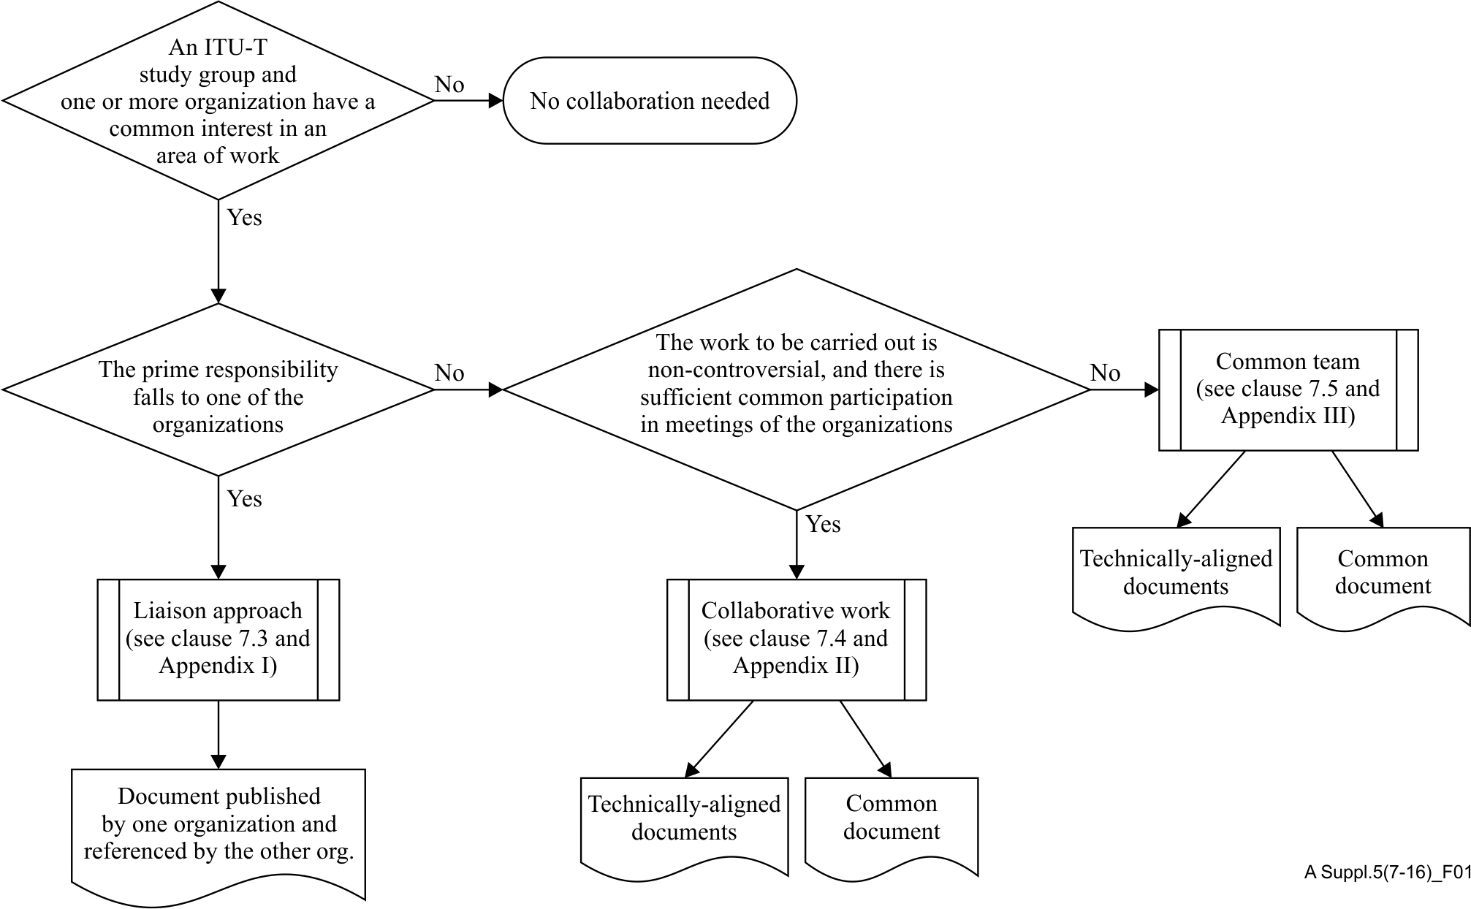 An ITU-T
study group and
one or more organization have a
common interest in an
area of work
No
No collaboration needed
Yes
The prime responsibility
falls to one of the
organizations
No
The work to be carried out is
non-controversial, and there is
sufficient common participation
in meetings of the organizations
No
Common team
(see clause 7.5 and
Appendix III)
Yes
Yes
Technically-aligned
documents
Common
document
Liaison approach
(see clause 7.3 and
Appendix I)
Collaborative work
(see clause 7.4 and
Appendix II)
Document published
by one organization and
referenced by the other org.
Technically-aligned
documents
Common
document
A Suppl.5(7-16)_F01